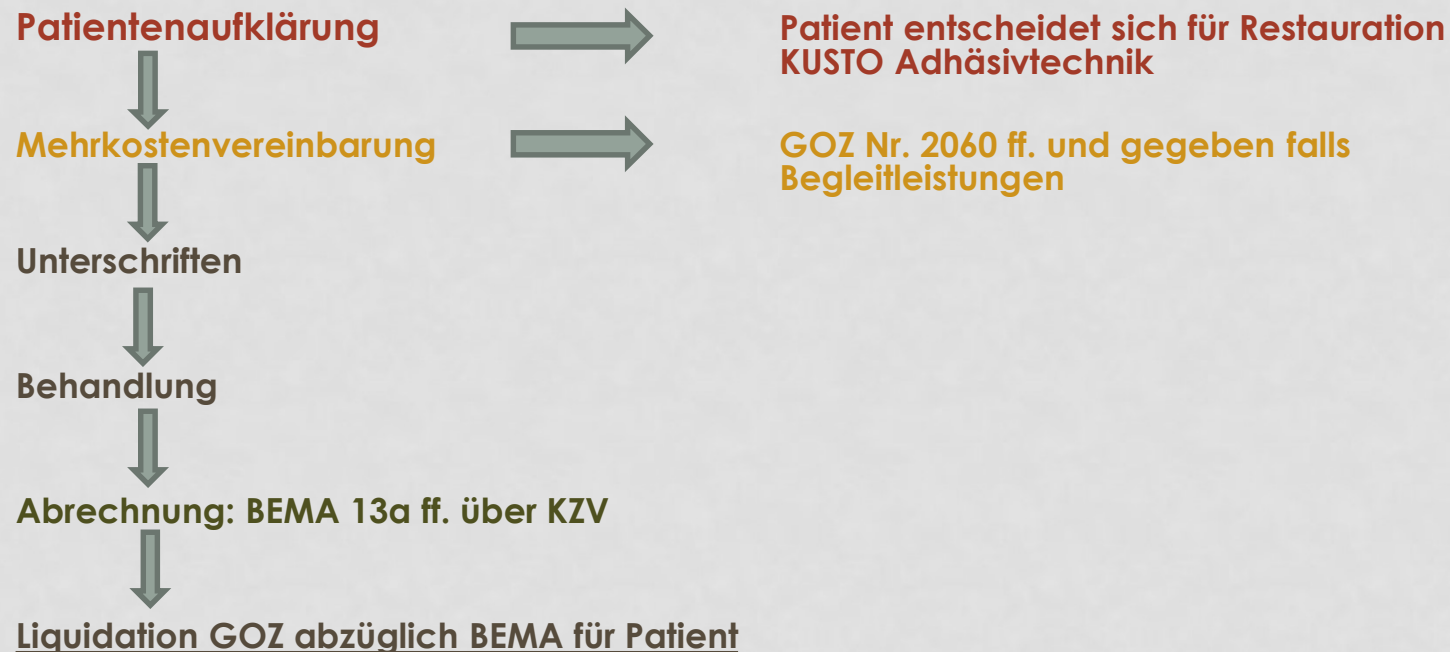 Patientenaufklärung
Patient entscheidet sich für Restauration
KUSTO Adhäsivtechnik
Mehrkostenvereinbarung
GOZ Nr. 2060 ff. und gegeben falls
Begleitleistungen
Unterschriften
Behandlung
Abrechnung: BEMA 13a ff. über KZV
Liquidation GOZ abzüglich BEMA für Patient